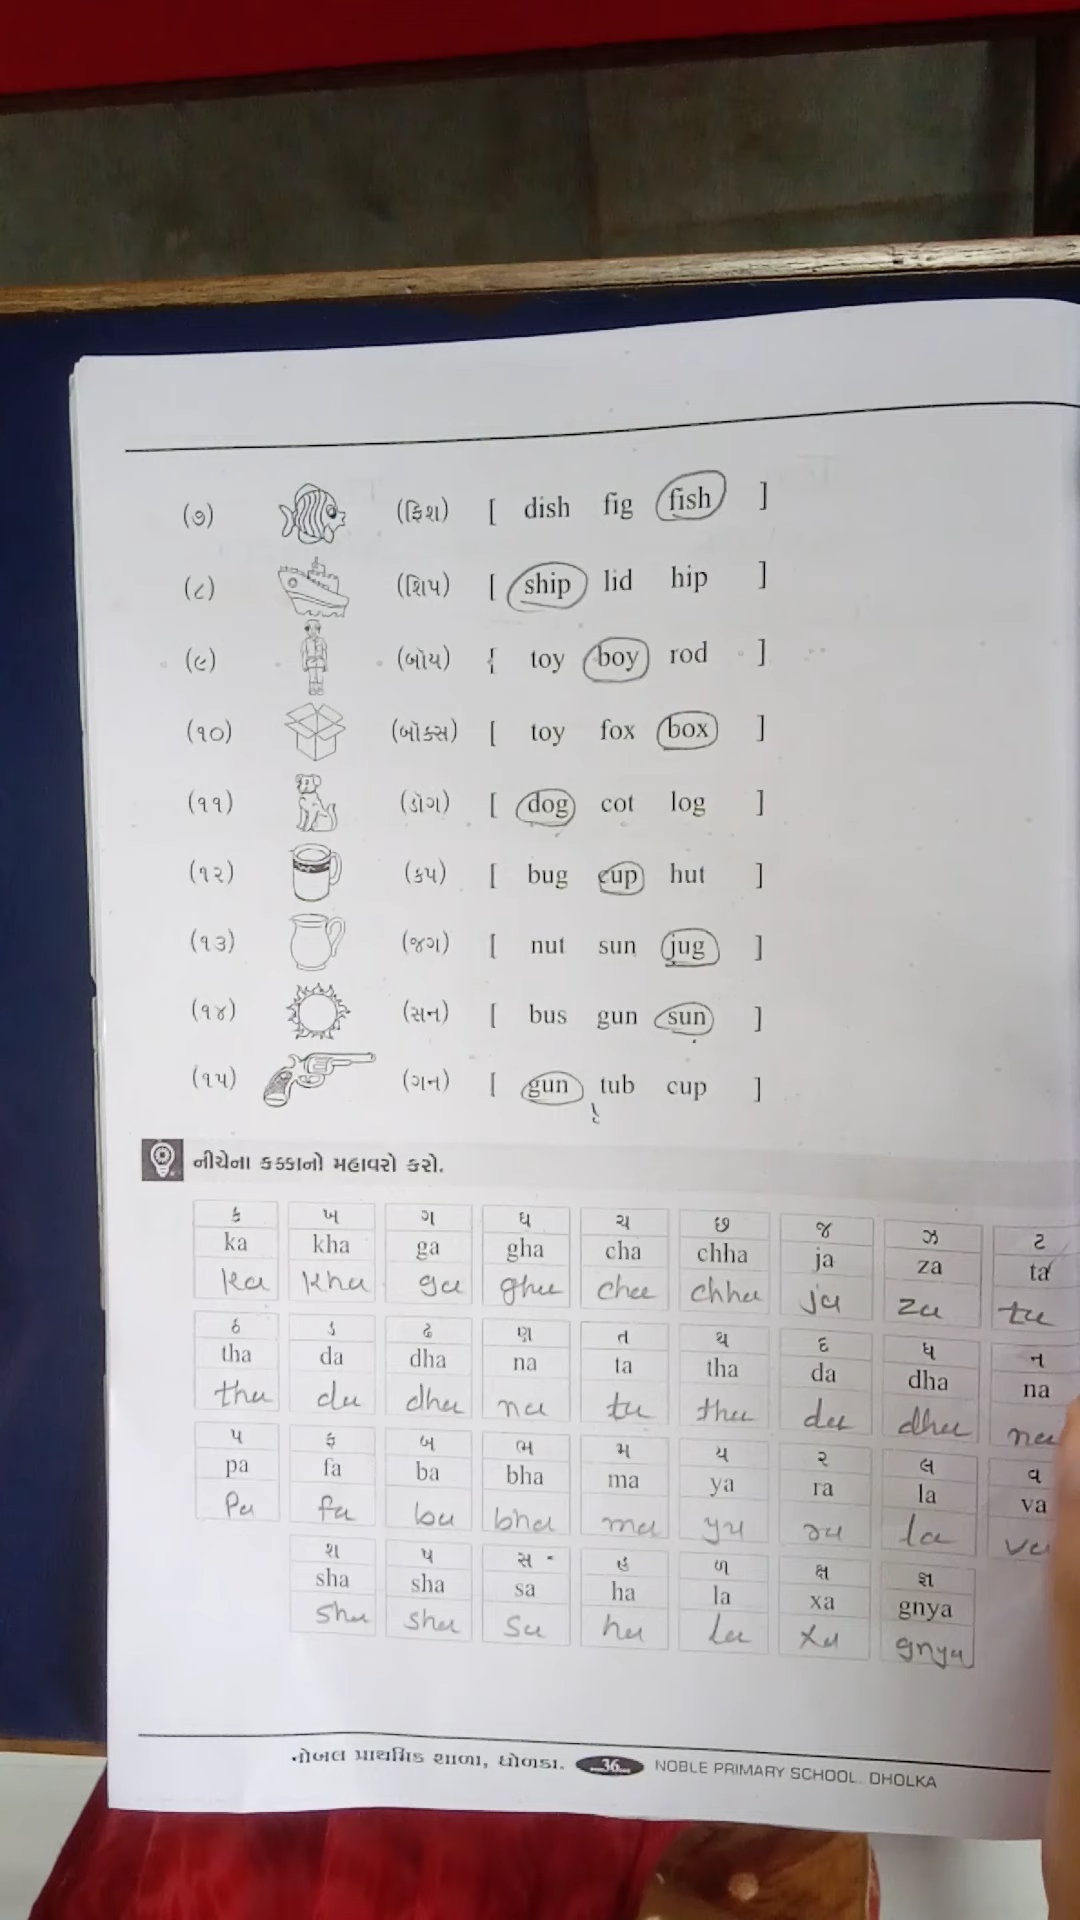 (૭) (ફિશ) [ dish fig fish ]
(૮) (શિપ) [ ship lid hip ]
(૯) (બૉય) [ toy boy rod ]
(૧૦) (બૉક્સ) [ toy fox box ]
(૧૧) (ડૉગ) [ dog cot log ]
(૧૨) (કપ) [ bug cup hut ]
(૧૩) (જગ) [ nut sun jug ]
(૧૪) (સન) [ bus gun sun ]
(૧૫) (ગન) [ gun tub cup ]
નીચેના કક્કાનો મહાવરો કરો.
ક ખ ગ ઘ ચ છ જ ઝ ટ
ka kha ga gha cha chha ja za ta
ka kha ga gha cha chha ja za ta
ઠ ડ ઢ ણ ત થ દ ધ ન
tha da dha na ta tha da dha na
tha da dha na ta tha da dha na
પ ફ બ ભ મ ય ર લ વ
pa fa ba bha ma ya ra la va
Pa fa ba bha ma ya ra la va
શ ષ સ હ ળ ક્ષ જ્ઞ
sha sha sa ha la xa gnya
sha sha sa ha la xa gnya
નોબલ પ્રાથમિક શાળા, ધોળકા. ...36... NOBLE PRIMARY SCHOOL. DHOLKA